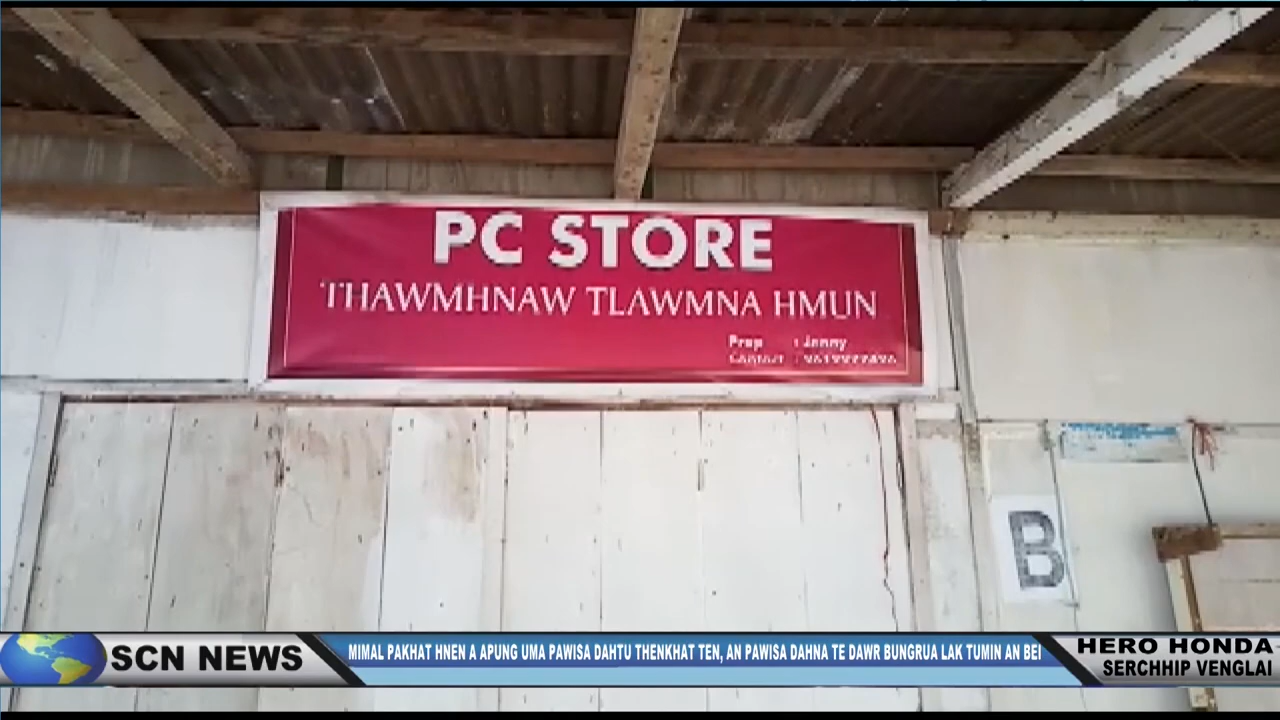 PC STORE
THAWMHNAW TLAWMNA HMUN
Prop : Jenny
B
SCN NEWS
MIMAL PAKHAT HNEN A APUNG UMA PAWISA DAHTU THENKHAT TEN, AN PAWISA DAHNA TE DAWR BUNGRUA LAK TUMIN AN BEI
HERO HONDA
SERCHHIP VENGLAI